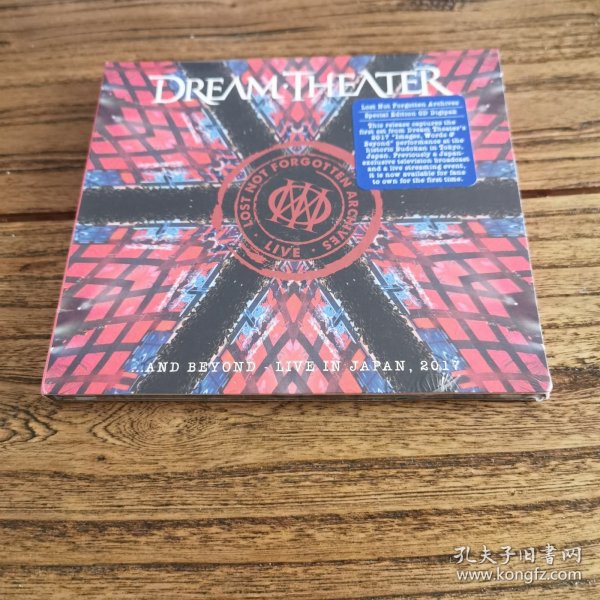 DREAM·THEATER
Lost Not Forgotten Archives
Special Edition CD Digipak
This release captures the
first set from Dream Theater's
2017 "Images, Words &
Beyond" performance at the
historic Budokan in Tokyo,
Japan. Previously a Japan-
exclusive television broadcast
and a live streaming event,
it is now available for fans
to own for the first time.
LOST NOT FORGOTTEN ARCHIVES
· LIVE ·
...AND BEYOND - LIVE IN JAPAN, 2017
孔夫子旧书网
www.kongfz.com